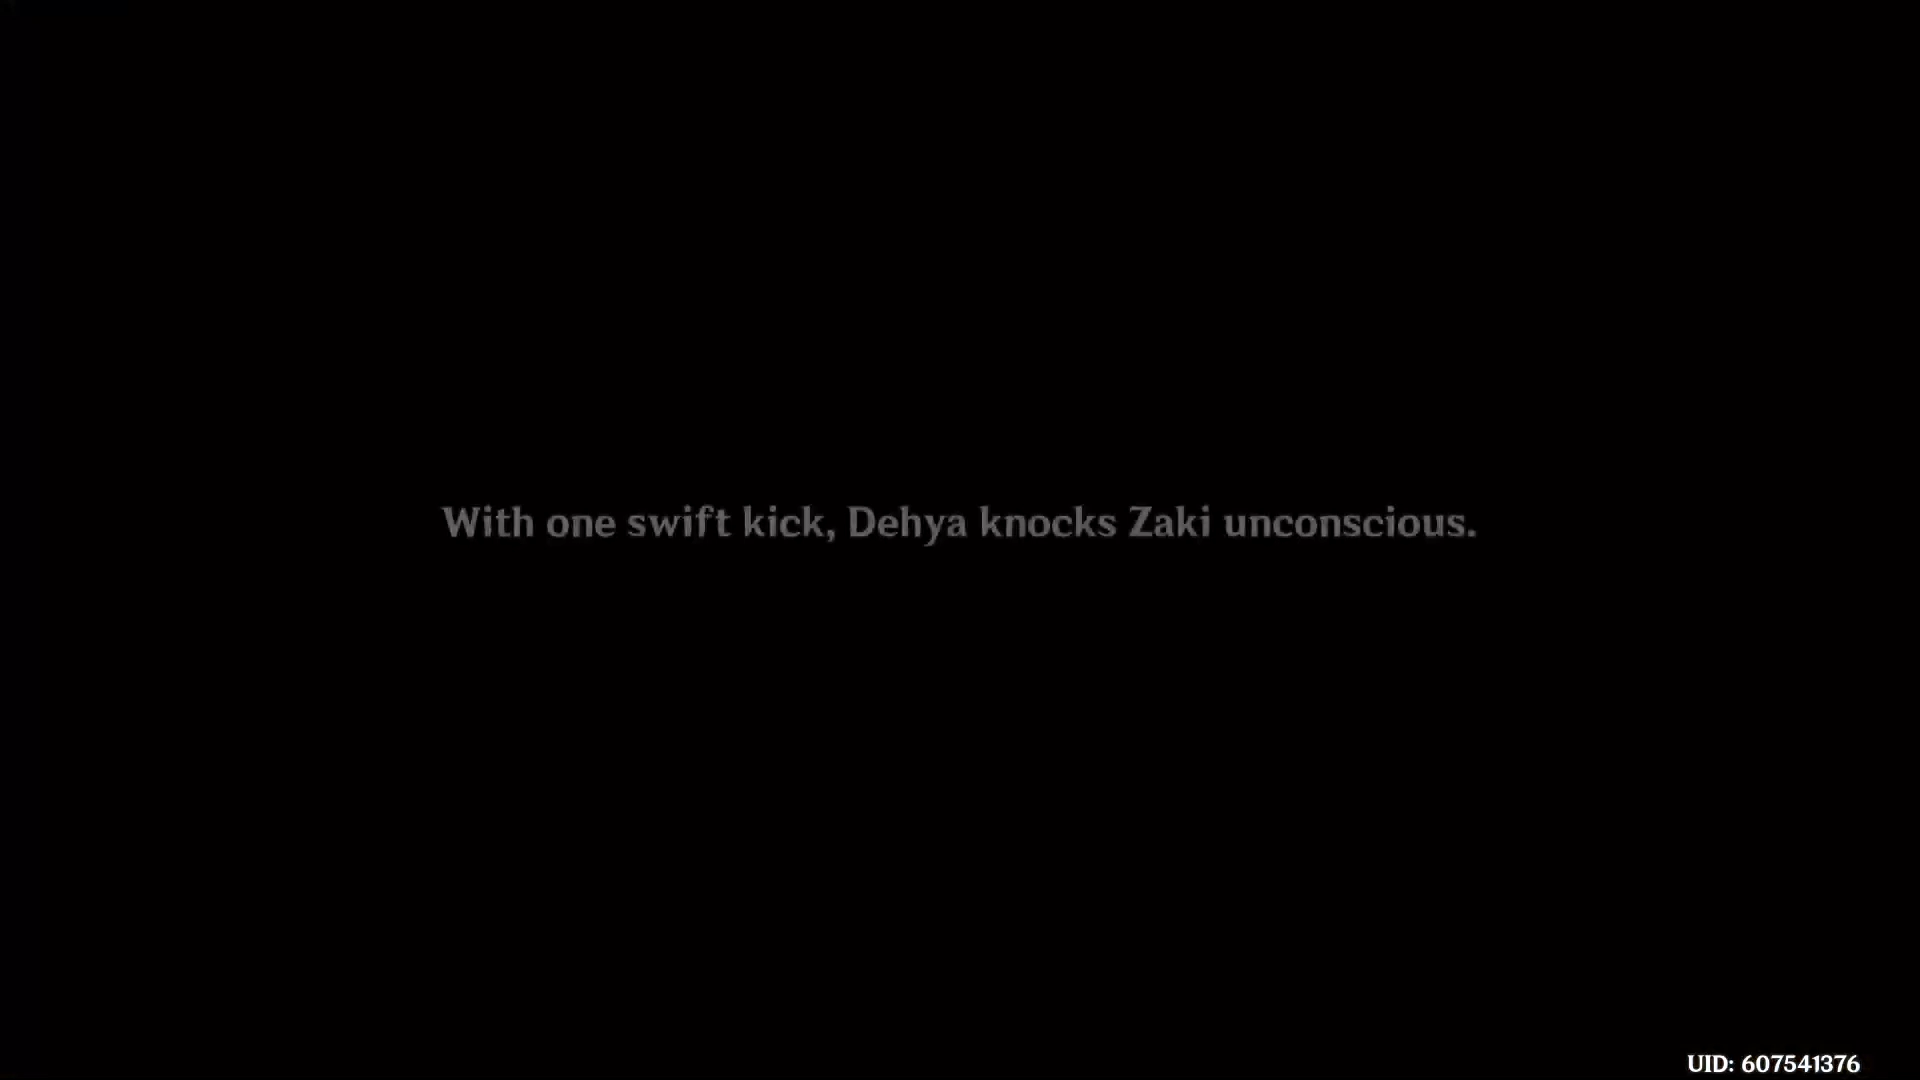 With one swift kick, Dehya knocks Zaki unconscious.
UID: 607541376